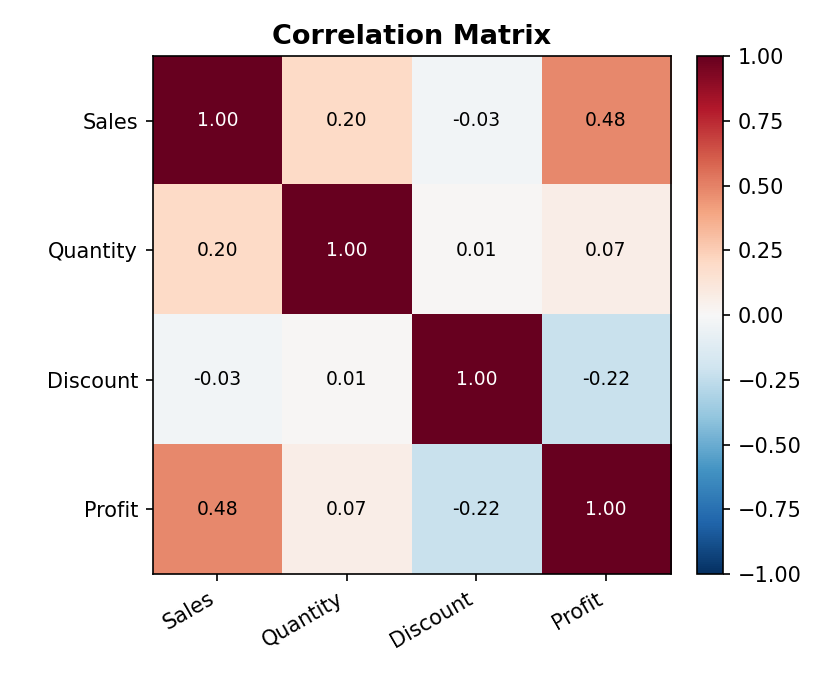 Correlation Matrix
Sales 1.00 0.20 -0.03 0.48
Quantity 0.20 1.00 0.01 0.07
Discount -0.03 0.01 1.00 -0.22
Profit 0.48 0.07 -0.22 1.00
Sales Quantity Discount Profit
1.00
0.75
0.50
0.25
0.00
−0.25
−0.50
−0.75
−1.00